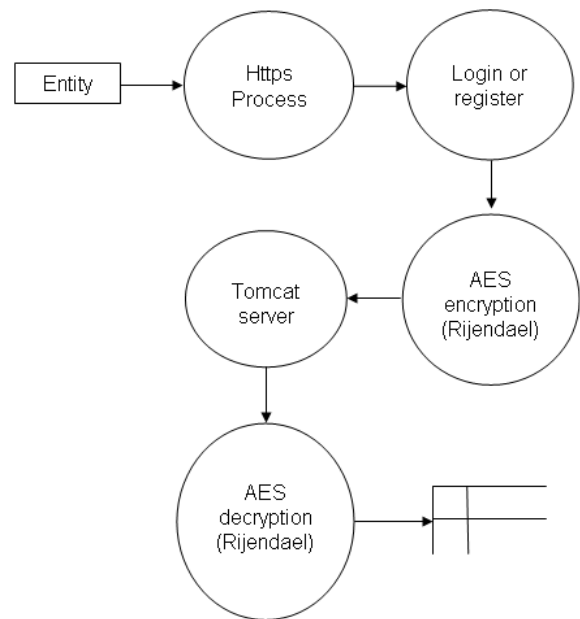 Entity
Https
Process
Login or
register
AES
encryption
(Rijendael)
Tomcat
server
AES
decryption
(Rijendael)